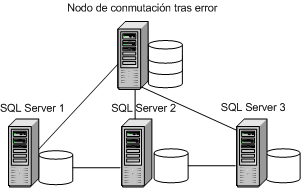 Nodo de conmutación tras error
SQL Server 1
SQL Server 2
SQL Server 3